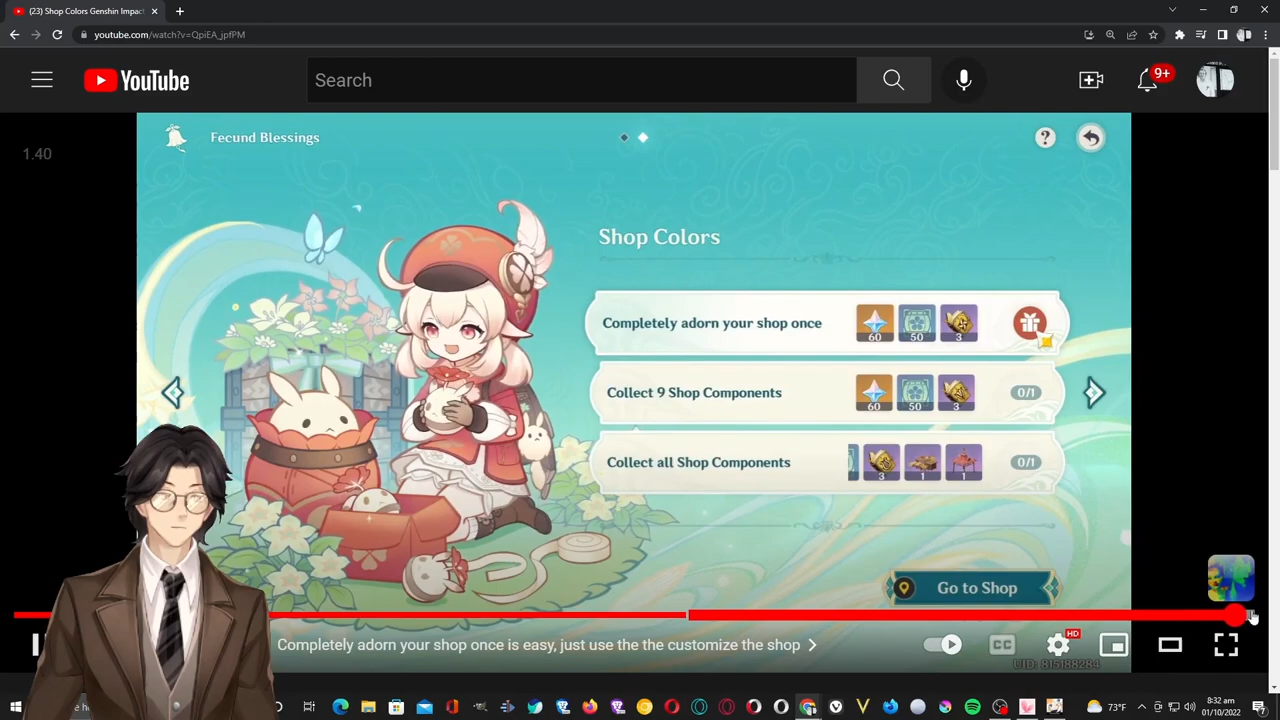 (23) Shop Colors Genshin Impact
youtube.com/watch?v=QpiEA_jpfPM
YouTube
Search
9+
1.40
Fecund Blessings
?
Shop Colors
Completely adorn your shop once
60
50
3
Collect 9 Shop Components
60
50
3
0/1
Collect all Shop Components
3
1
1
0/1
Go to Shop
Completely adorn your shop once is easy, just use the the customize the shop
CC
HD
UID: 815188284
73°F
8:32
01/10/2022